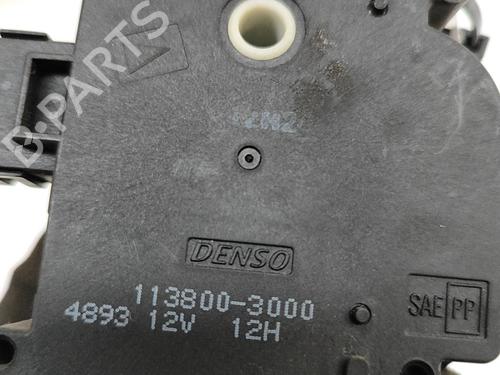 B-PARTS
DENSO
113800-3000
4893 12V 12H
SAE PP